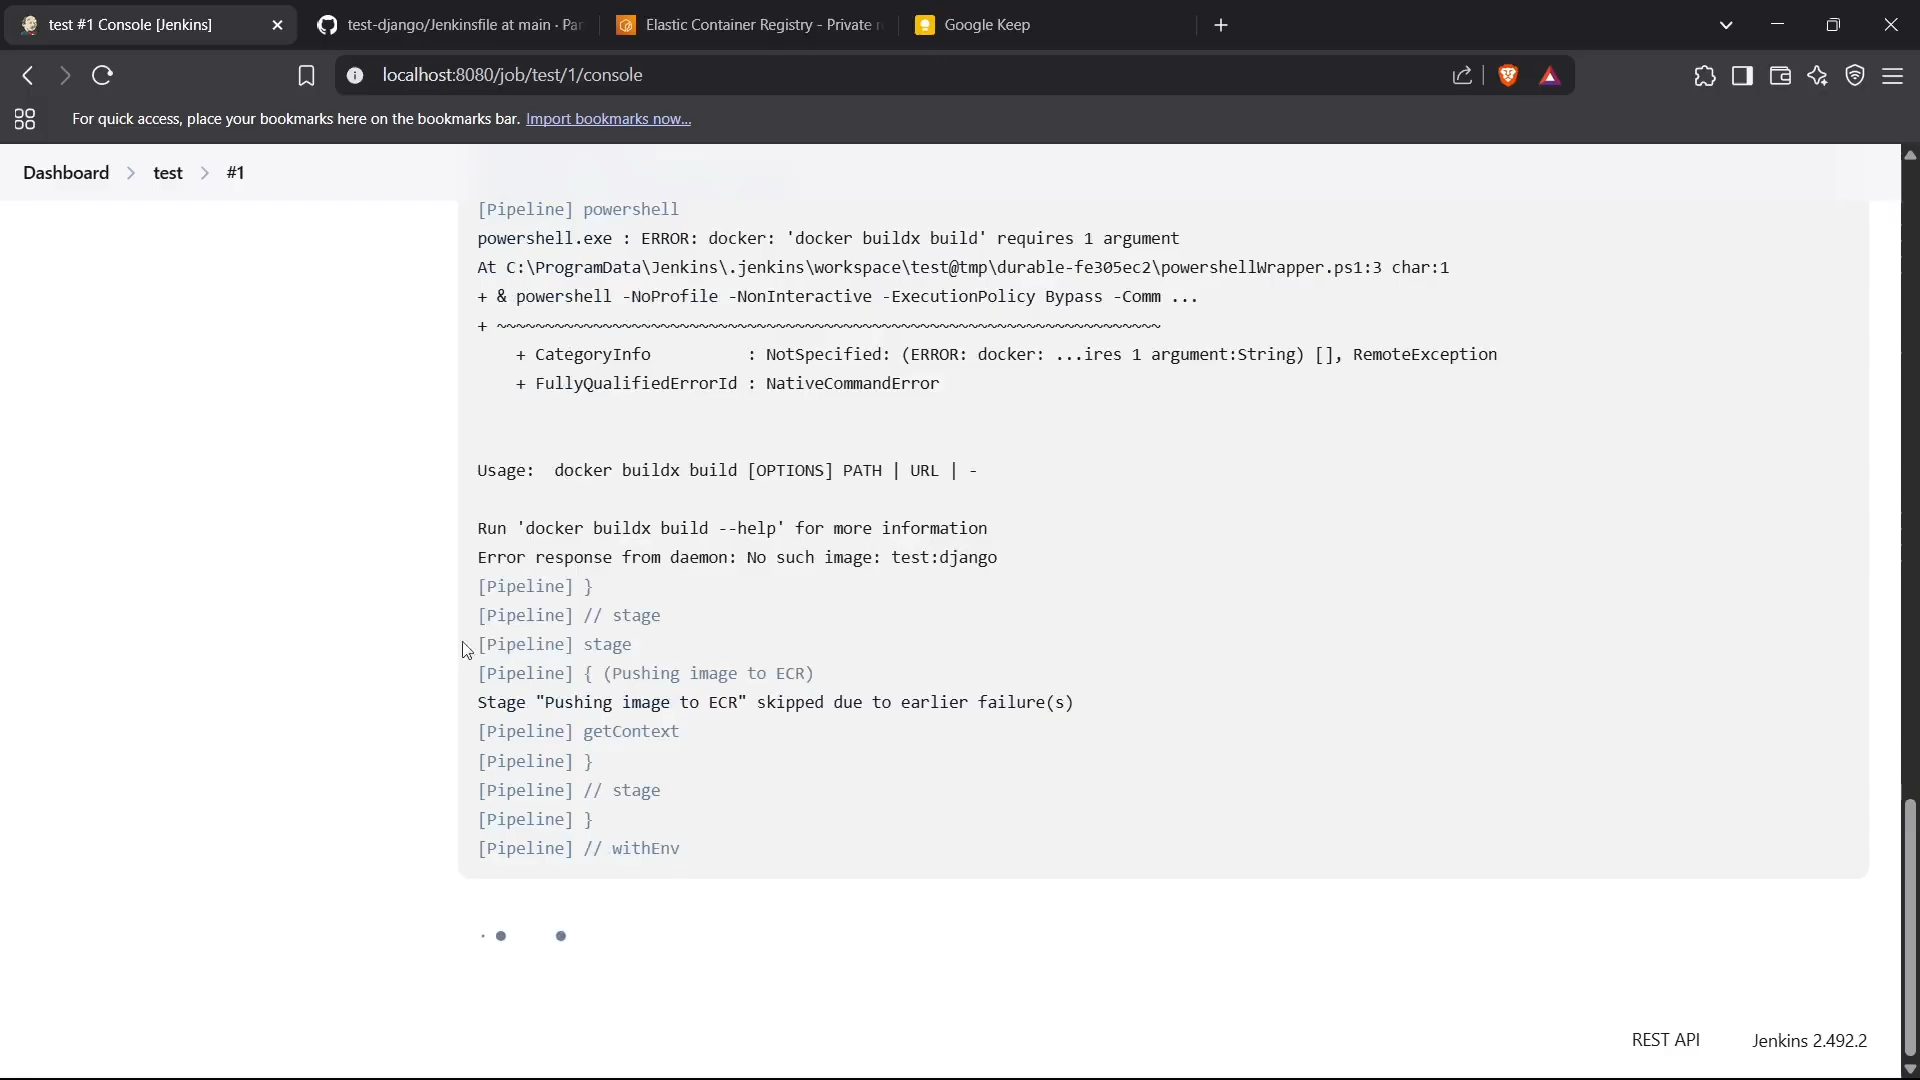 test #1 Console [Jenkins]
test-django/Jenkinsfile at main · Par
Elastic Container Registry - Private r
Google Keep
localhost:8080/job/test/1/console
For quick access, place your bookmarks here on the bookmarks bar. Import bookmarks now...
Dashboard > test > #1
[Pipeline] powershell
powershell.exe : ERROR: docker: 'docker buildx build' requires 1 argument
At C:\ProgramData\Jenkins\.jenkins\workspace\test@tmp\durable-fe305ec2\powershellWrapper.ps1:3 char:1
+ & powershell -NoProfile -NonInteractive -ExecutionPolicy Bypass -Comm ...
+ ~~~~~~~~~~~~~~~~~~~~~~~~~~~~~~~~~~~~~~~~~~~~~~~~~~~~~~~~~~~~~~~~~~~~~
+ CategoryInfo : NotSpecified: (ERROR: docker: ...ires 1 argument:String) [], RemoteException
+ FullyQualifiedErrorId : NativeCommandError
Usage:  docker buildx build [OPTIONS] PATH | URL | -
Run 'docker buildx build --help' for more information
Error response from daemon: No such image: test:django
[Pipeline] }
[Pipeline] // stage
[Pipeline] stage
[Pipeline] { (Pushing image to ECR)
Stage "Pushing image to ECR" skipped due to earlier failure(s)
[Pipeline] getContext
[Pipeline] }
[Pipeline] // stage
[Pipeline] }
[Pipeline] // withEnv
REST API
Jenkins 2.492.2